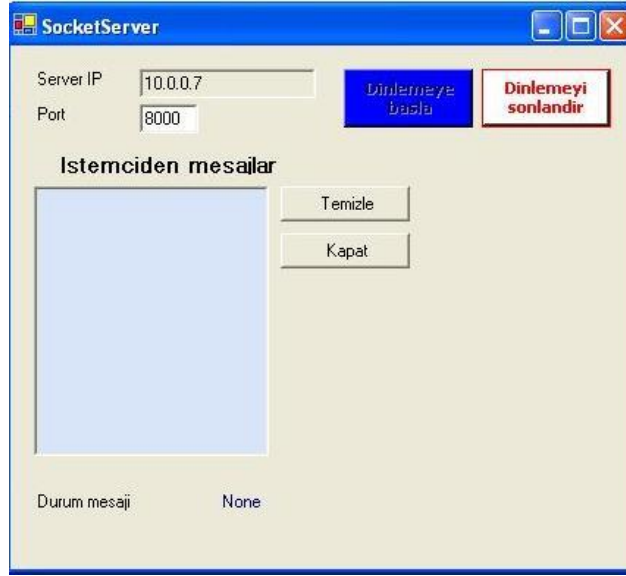 SocketServer
Server IP 10.0.0.7
Port 8000
Dinlemeye
basla
Dinlemeyi
sonlandir
Istemciden mesajlar
Temizle
Kapat
Durum mesaji None